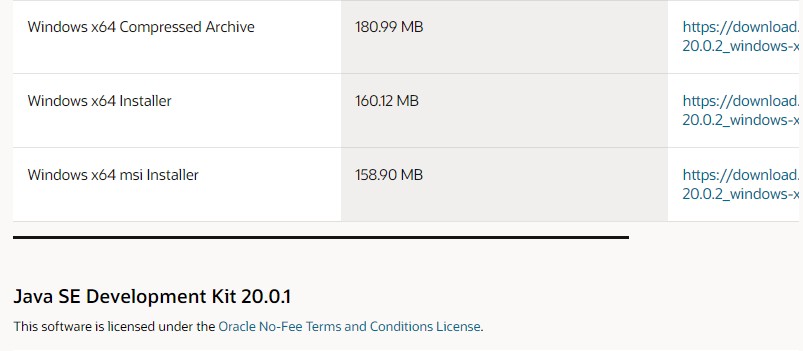 Windows x64 Compressed Archive 180.99 MB https://download.
20.0.2_windows-x
Windows x64 Installer 160.12 MB https://download.
20.0.2_windows-x
Windows x64 msi Installer 158.90 MB https://download.
20.0.2_windows-x
Java SE Development Kit 20.0.1
This software is licensed under the Oracle No-Fee Terms and Conditions License.